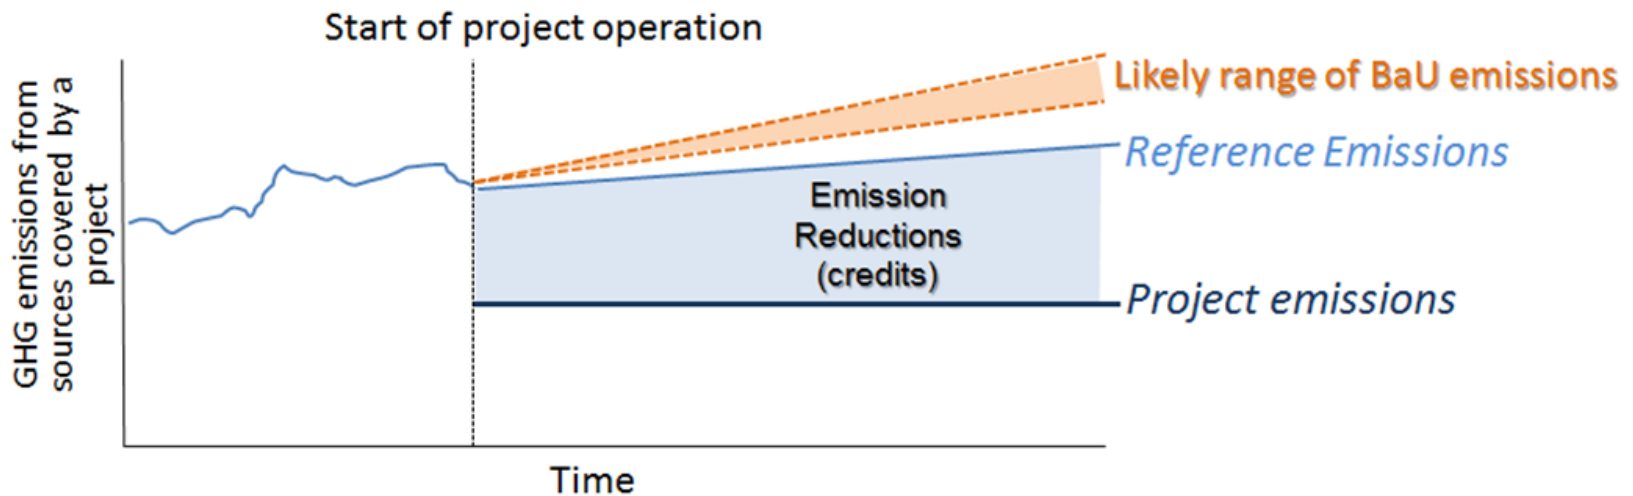 Start of project operation
GHG emissions from
sources covered by a
project
Likely range of BaU emissions
Reference Emissions
Emission
Reductions
(credits)
Project emissions
Time